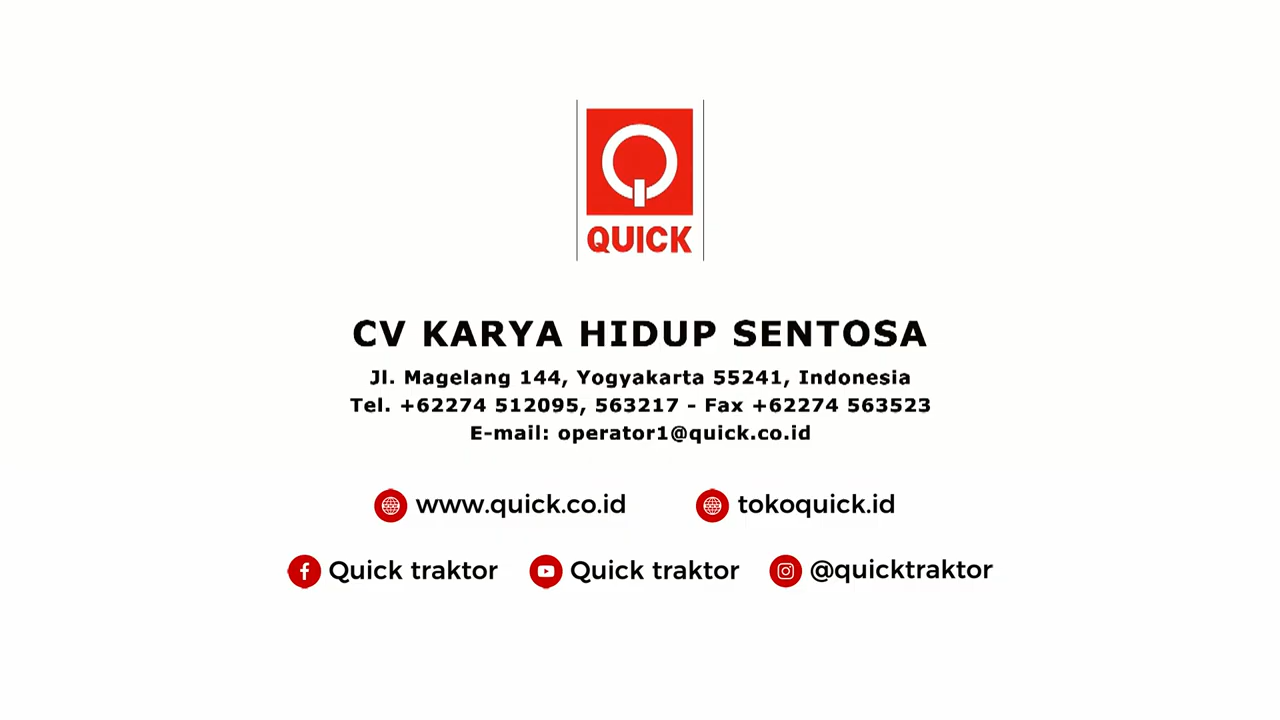 QUICK
CV KARYA HIDUP SENTOSA
Jl. Magelang 144, Yogyakarta 55241, Indonesia
Tel. +62274 512095, 563217 - Fax +62274 563523
E-mail: operator1@quick.co.id
www.quick.co.id tokoquick.id
Quick traktor Quick traktor @quicktraktor